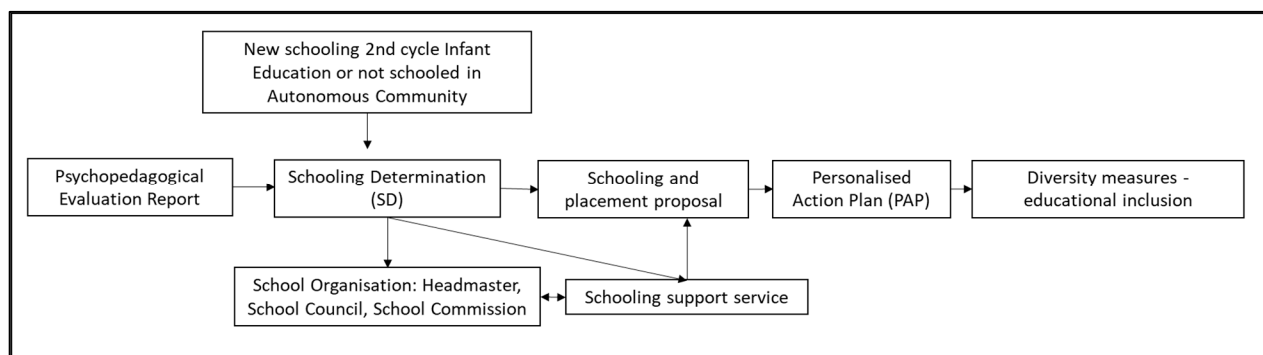 New schooling 2nd cycle Infant
Education or not schooled in
Autonomous Community
Psychopedagogical
Evaluation Report
Schooling Determination
(SD)
Schooling and
placement proposal
Personalised
Action Plan (PAP)
Diversity measures -
educational inclusion
School Organisation: Headmaster,
School Council, School Commission
Schooling support service